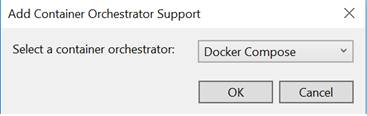 Add Container Orchestrator Support
Select a container orchestrator: Docker Compose
OK Cancel